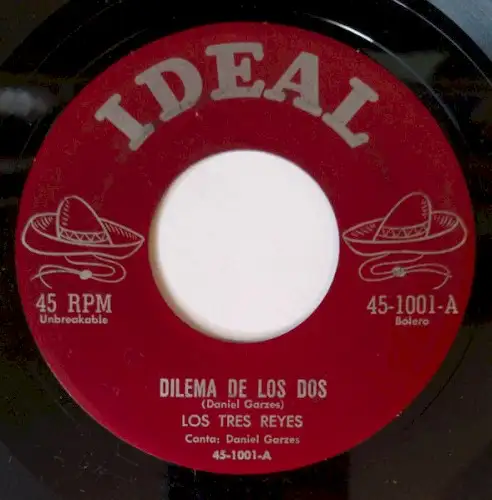 IDEAL
45 RPM
Unbreakable
45-1001-A
Bolero
DILEMA DE LOS DOS
(Daniel Garzes)
LOS TRES REYES
Canta: Daniel Garzes
45-1001-A